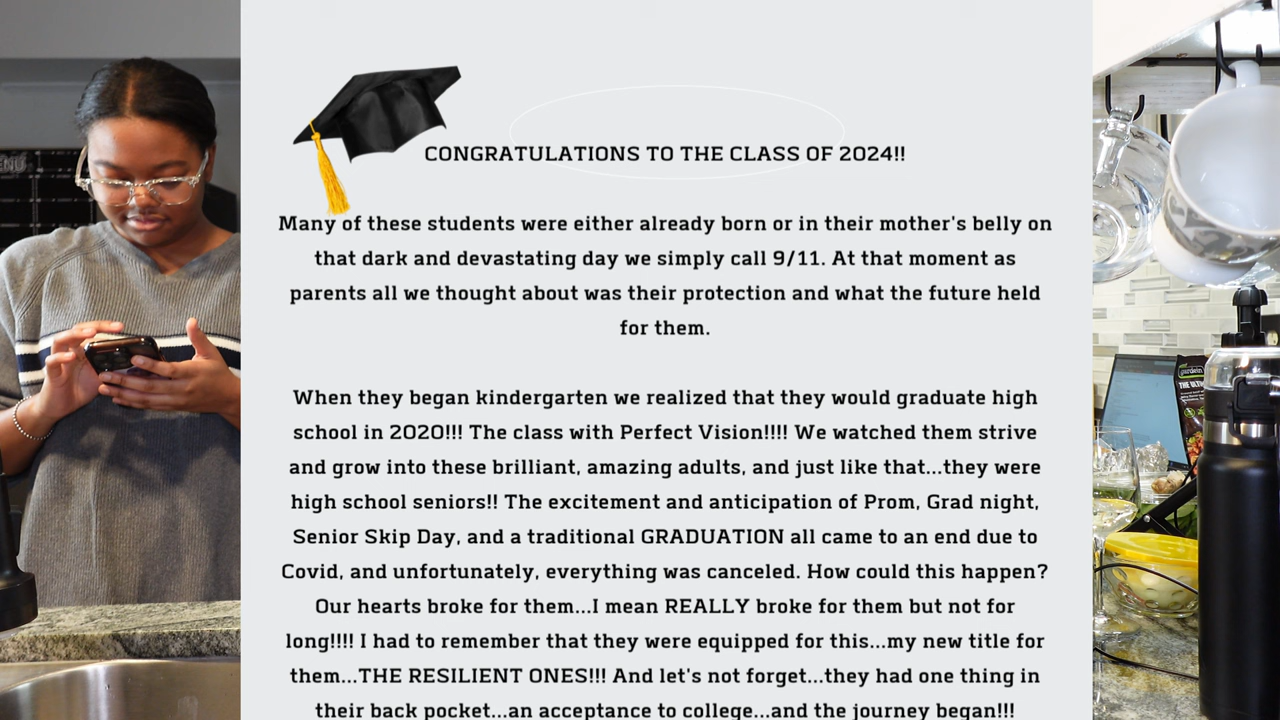 CONGRATULATIONS TO THE CLASS OF 2024!!
Many of these students were either already born or in their mother's belly on
that dark and devastating day we simply call 9/11. At that moment as
parents all we thought about was their protection and what the future held
for them.
When they began kindergarten we realized that they would graduate high
school in 2020!!! The class with Perfect Vision!!!! We watched them strive
and grow into these brilliant, amazing adults, and just like that...they were
high school seniors!! The excitement and anticipation of Prom, Grad night,
Senior Skip Day, and a traditional GRADUATION all came to an end due to
Covid, and unfortunately, everything was canceled. How could this happen?
Our hearts broke for them...I mean REALLY broke for them but not for
long!!!! I had to remember that they were equipped for this...my new title for
them...THE RESILIENT ONES!!! And let's not forget...they had one thing in
their back pocket...an acceptance to college...and the journey began!!!
ENU
gardein
THE ULTI